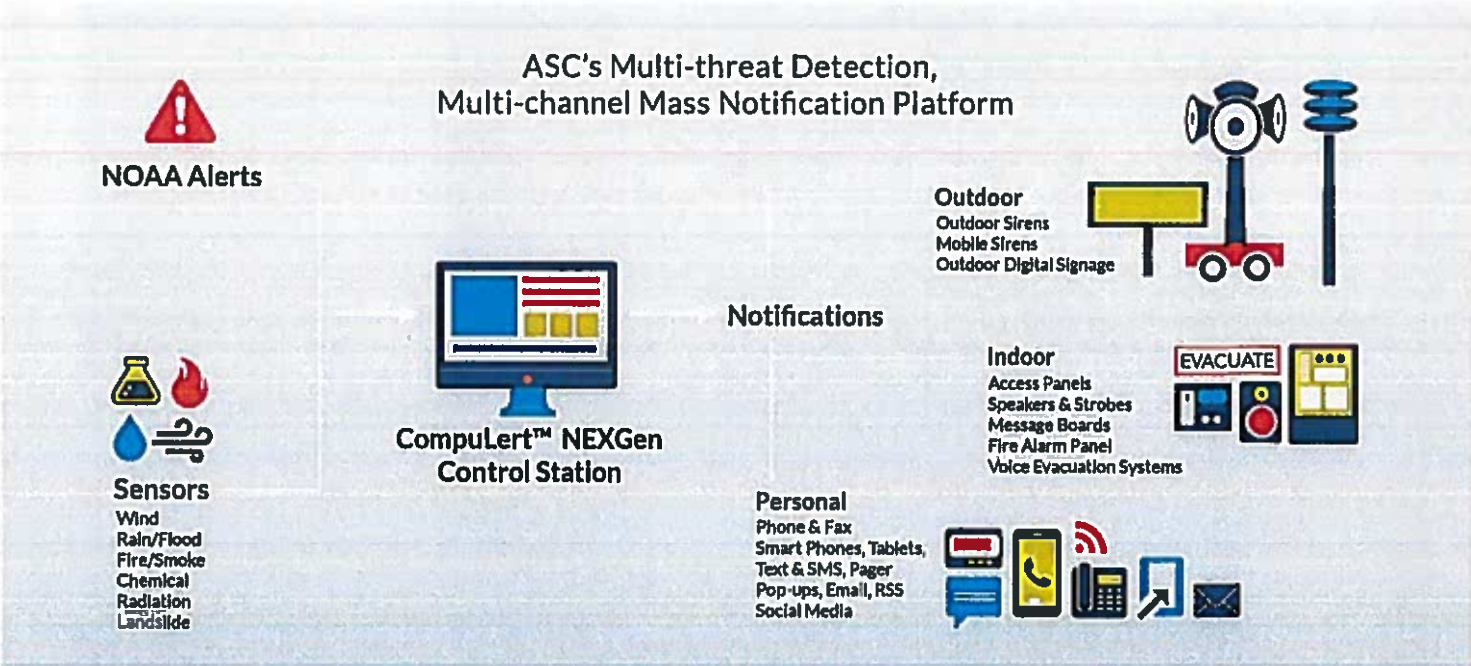 ASC's Multi-threat Detection,
Multi-channel Mass Notification Platform
NOAA Alerts
Sensors
Wind
Rain/Flood
Fire/Smoke
Chemical
Radiation
Landslide
CompuLert™ NEXGen
Control Station
Notifications
Outdoor
Outdoor Sirens
Mobile Sirens
Outdoor Digital Signage
Indoor
Access Panels
Speakers & Strobes
Message Boards
Fire Alarm Panel
Voice Evacuation Systems
EVACUATE
Personal
Phone & Fax
Smart Phones, Tablets,
Text & SMS, Pager
Pop-ups, Email, RSS
Social Media